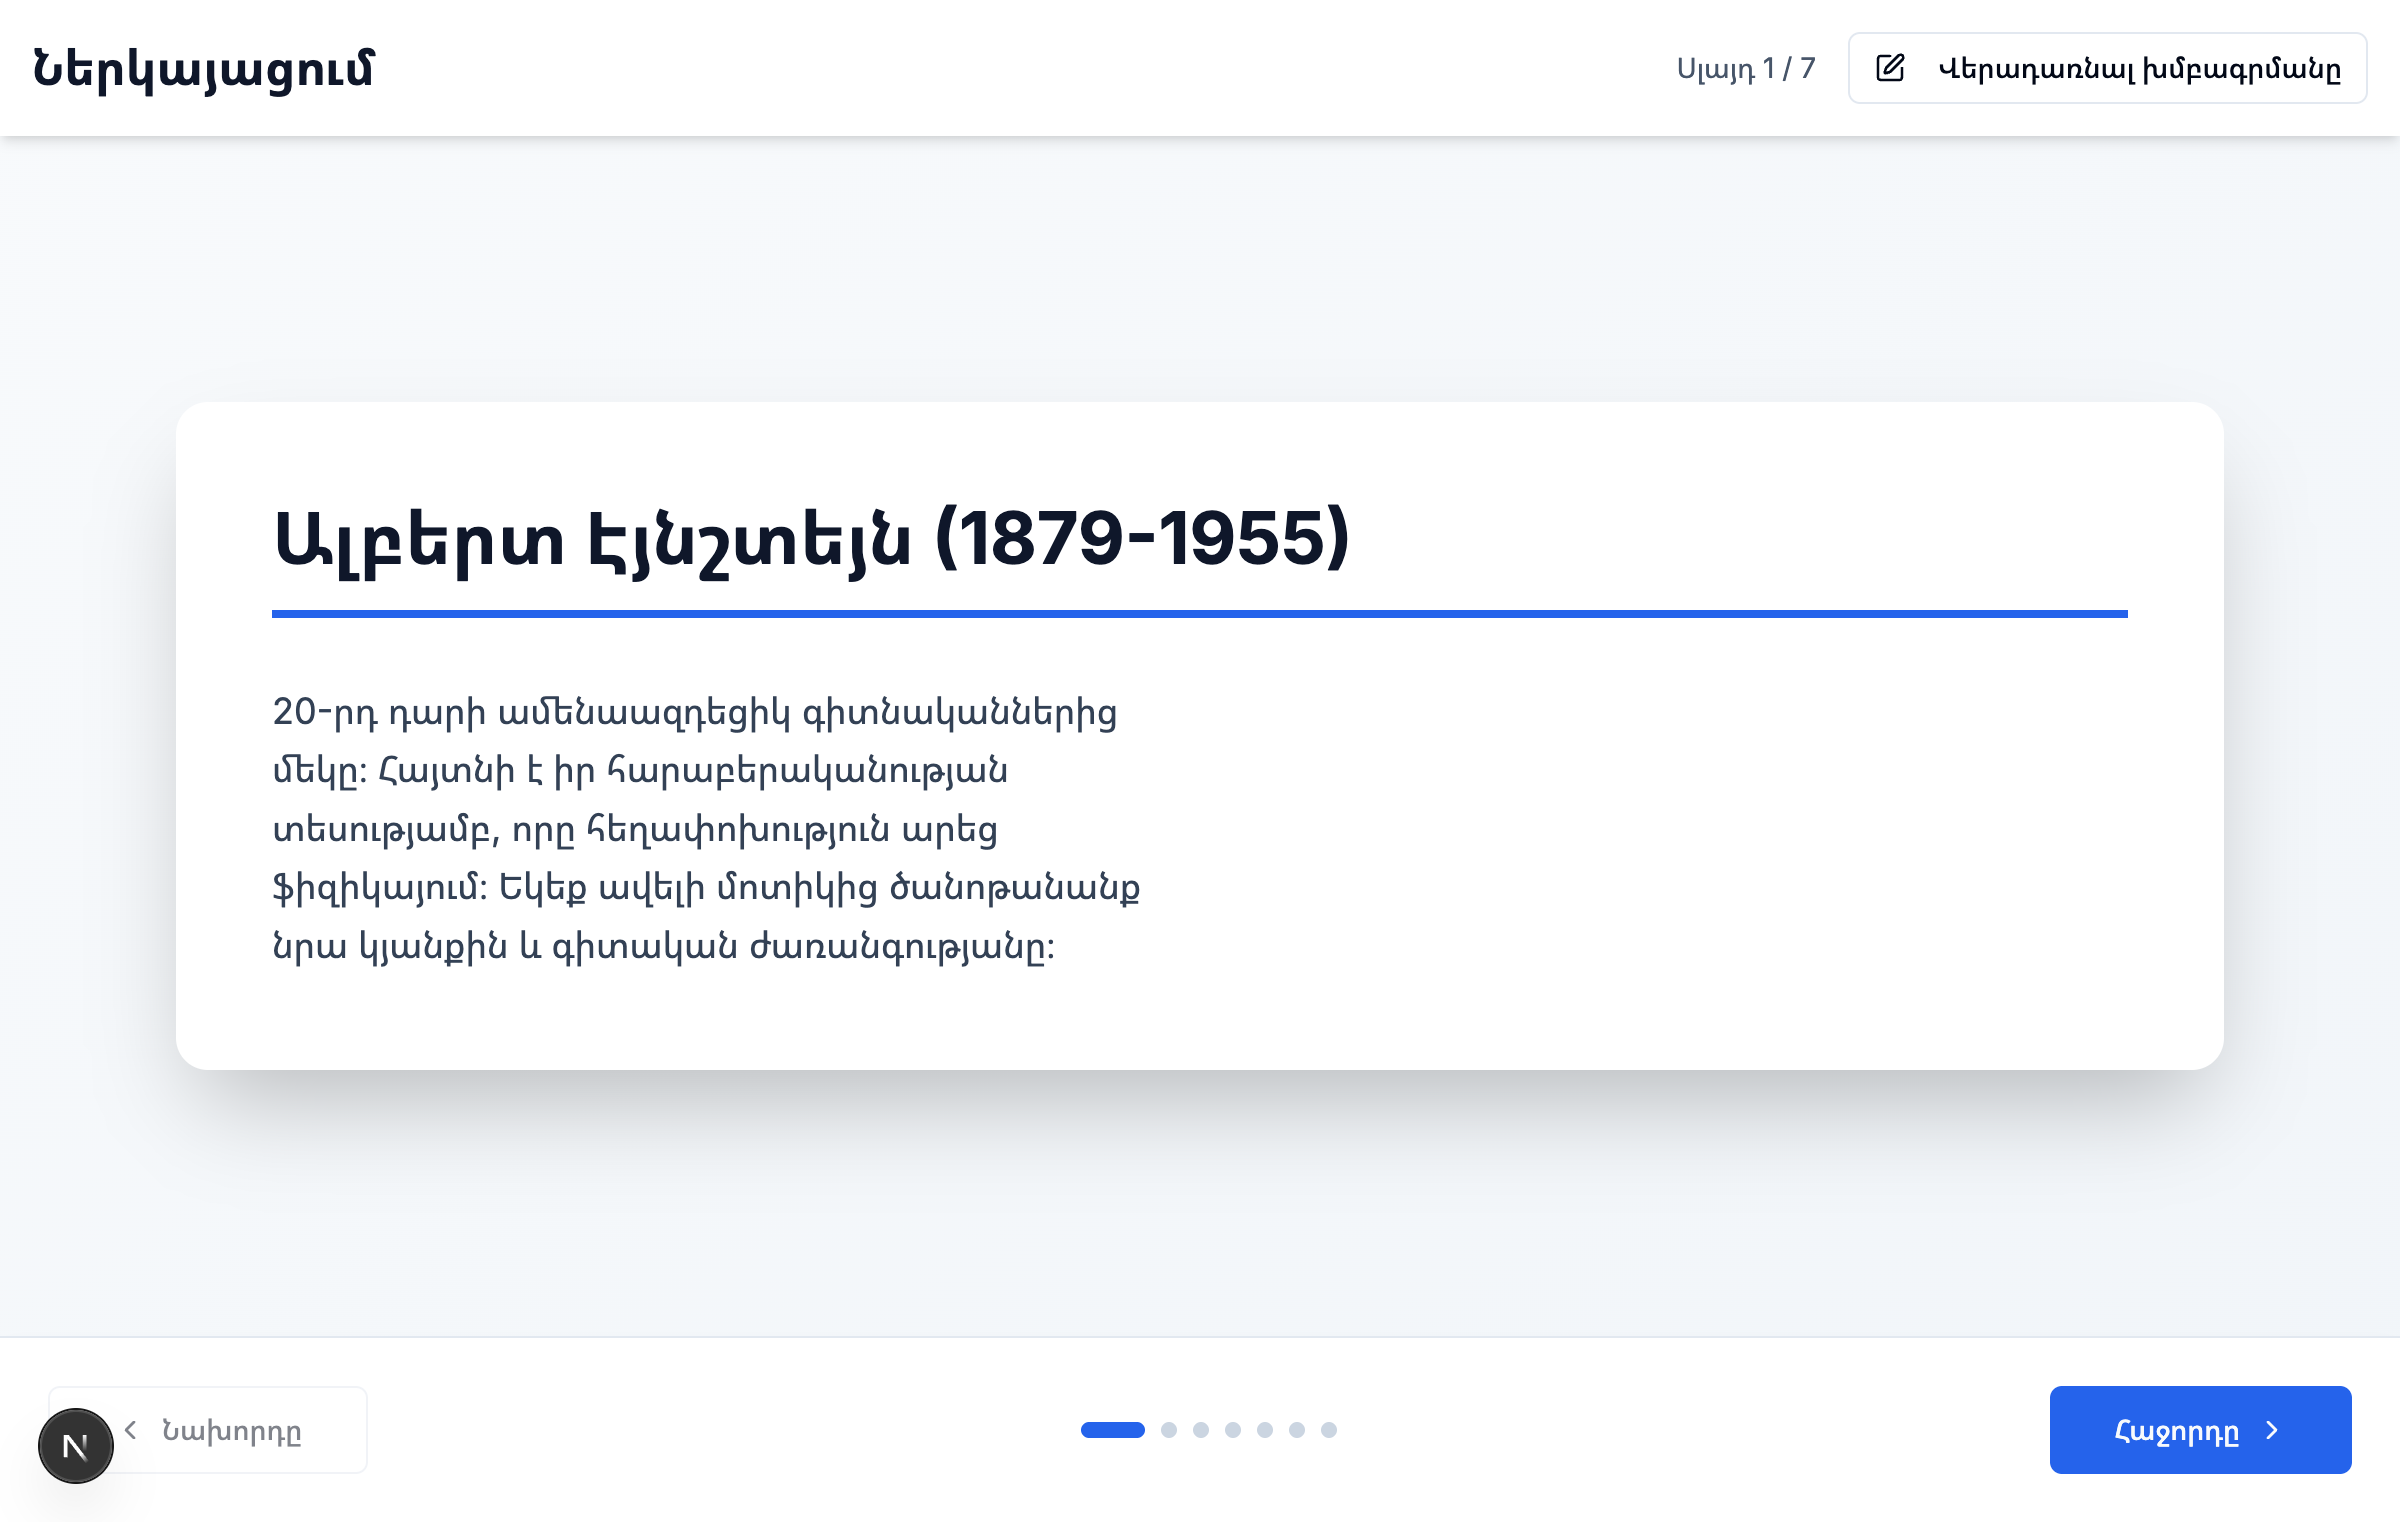 Ներկայացում
Սլայդ 1 / 7
Վերադառնալ խմբագրմանը
Ալբերտ Էյնշտեյն (1879-1955)
20-րդ դարի ամենաազդեցիկ գիտնականներից
մեկը: Հայտնի է իր հարաբերականության
տեսությամբ, որը հեղափոխություն արեց
ֆիզիկայում: Եկեք ավելի մոտիկից ծանոթանանք
նրա կյանքին և գիտական ժառանգությանը:
N
Նախորդը
Հաջորդը